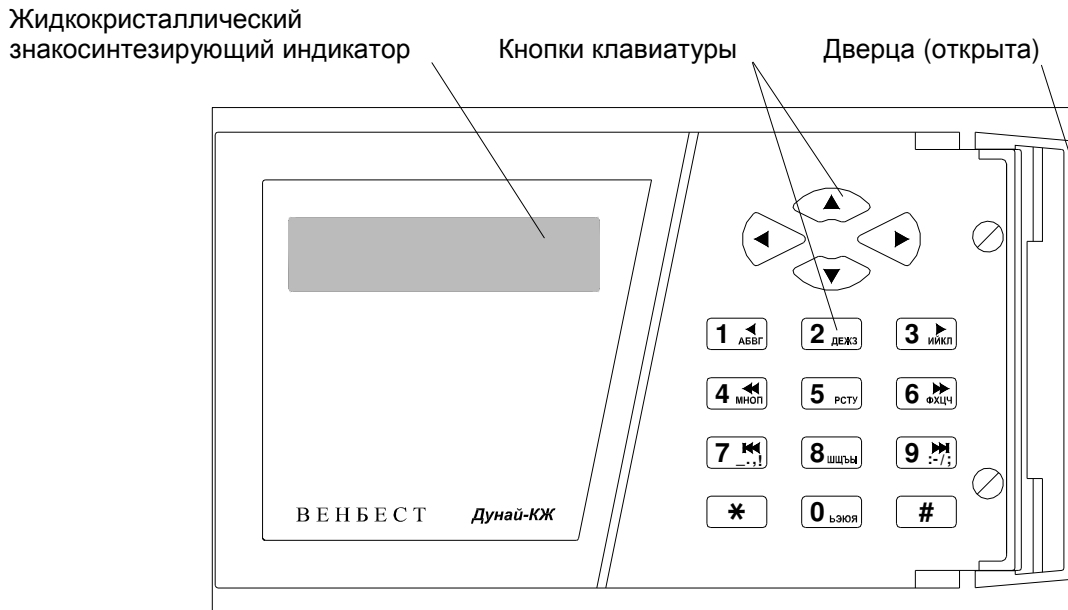 Жидкокристаллический
знакосинтезирующий индикатор
Кнопки клавиатуры
Дверца (открыта)
1 АБВГ
2 ДЕЖЗ
3 ИЙКЛ
4 МНОП
5 РСТУ
6 ФХЦЧ
7 _.,!
8 ШЩЪЫ
9 :-/;
*
0 ЬЭЮЯ
#
ВЕНБЕСТ
Дунай-КЖ